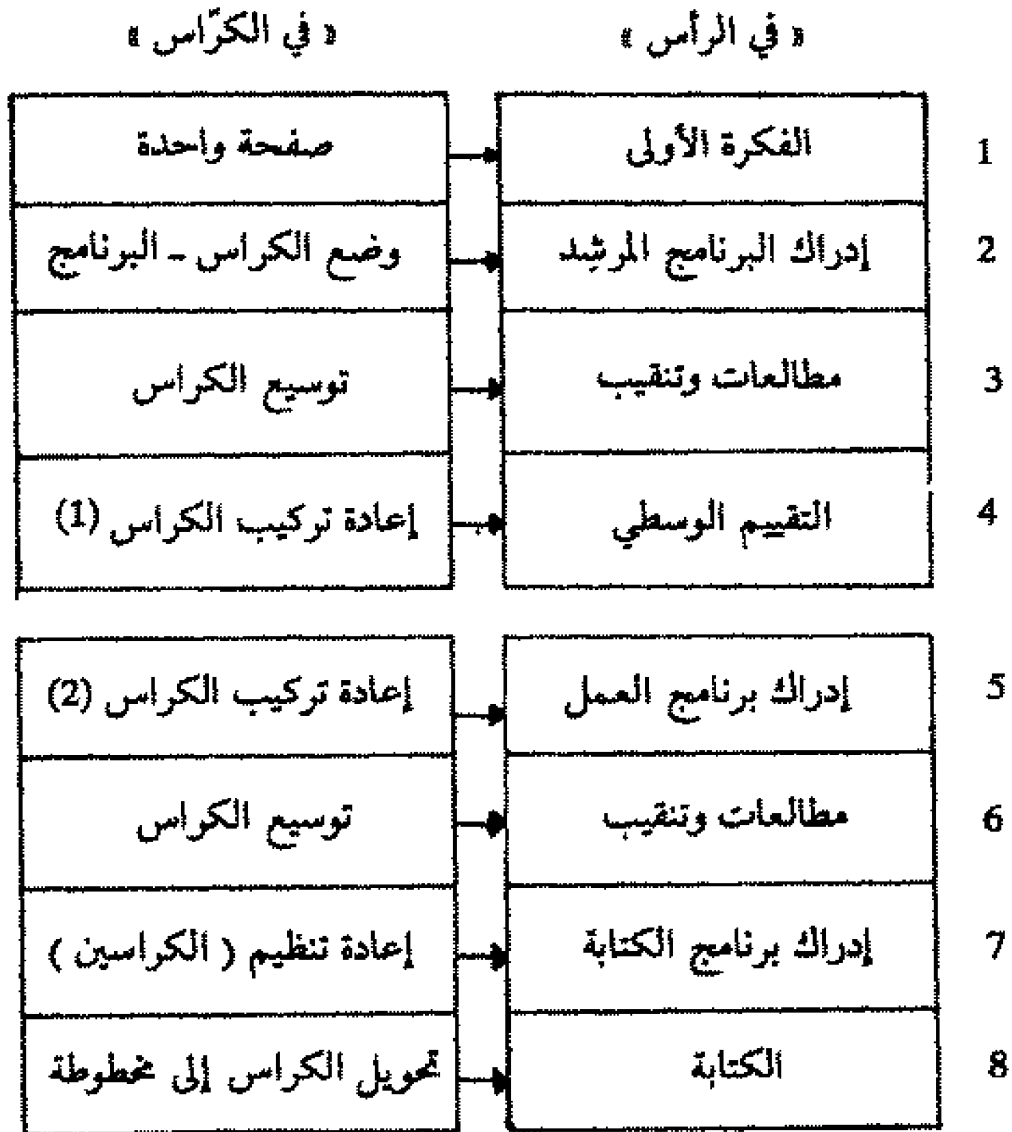 « في الرأس » « في الكرّاس »
1 الفكرة الأولى صفحة واحدة
2 إدراك البرنامج المرشِد وضع الكراس ـ البرنامج
3 مطالعات وتنقيب توسيع الكراس
4 التقييم الوسطي إعادة تركيب الكراس (1)
5 إدراك برنامج العمل إعادة تركيب الكراس (2)
6 مطالعات وتنقيب توسيع الكراس
7 إدراك برنامج الكتابة إعادة تنظيم ( الكراسين )
8 الكتابة تحويل الكراس إلى مخطوطة